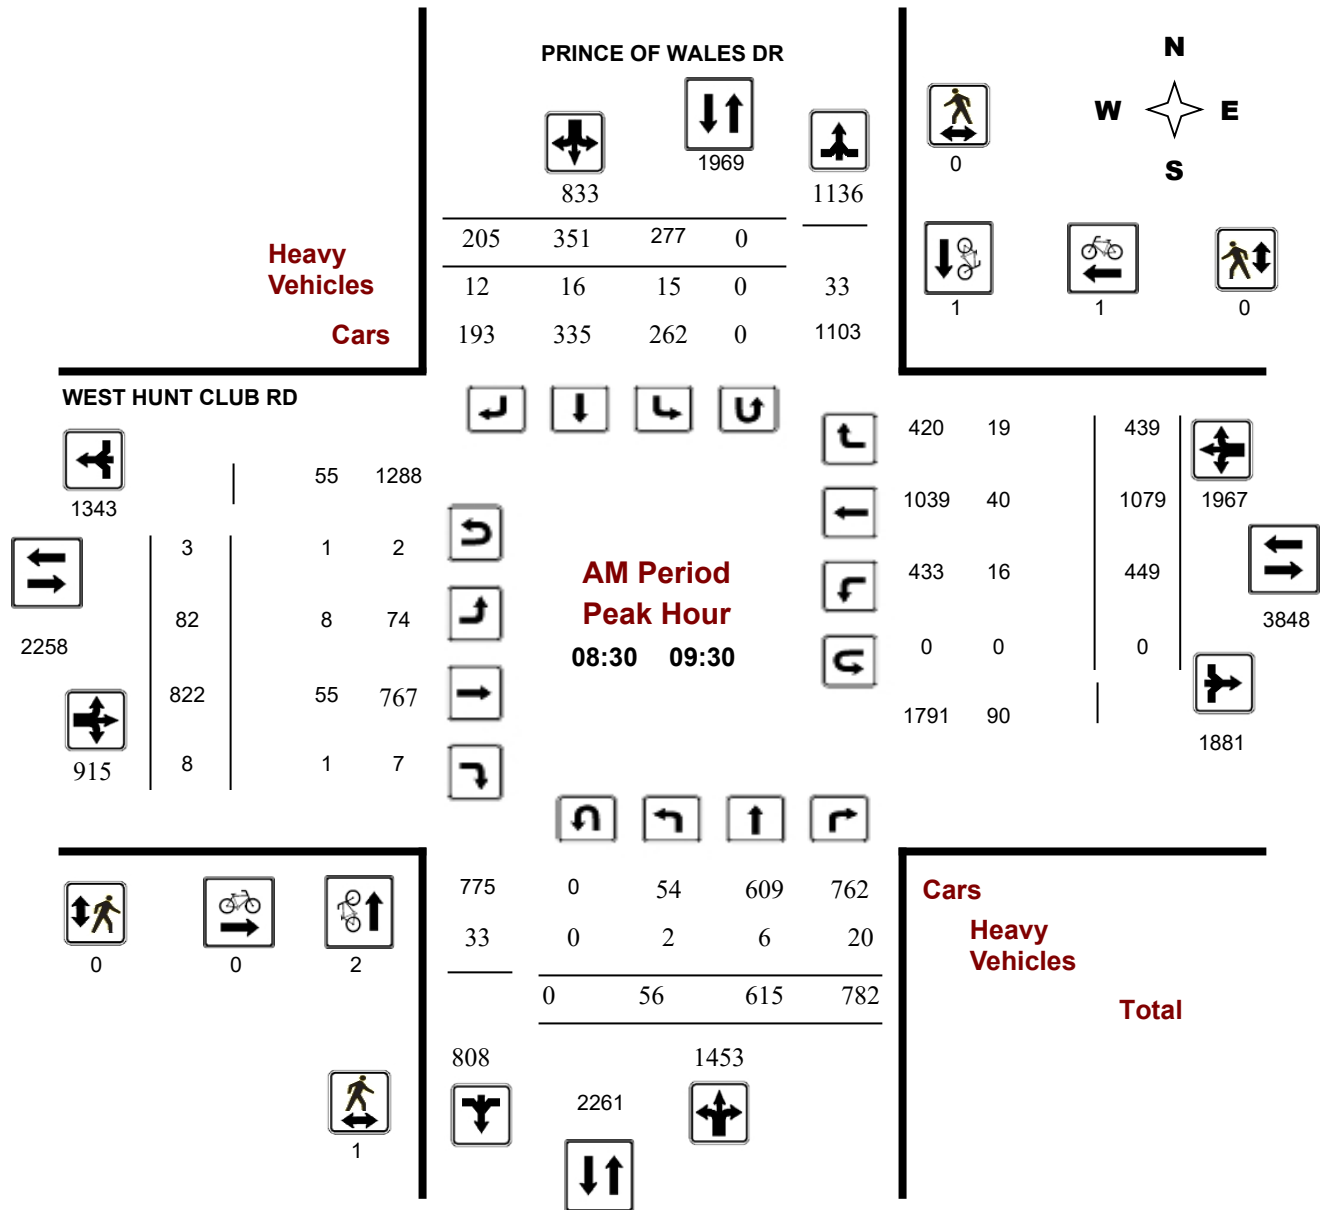 PRINCE OF WALES DR
N
W E
S
1969
0
833 1136
205 351 277 0
Heavy
Vehicles
12 16 15 0 33
1 1 0
Cars
193 335 262 0 1103
WEST HUNT CLUB RD
420 19 439
55 1288
1343
1039 40 1079 1967
3 1 2
AM Period
433 16 449
Peak Hour
82 8 74
3848
2258
08:30 09:30
0 0 0
822 55 767
1791 90
1881
915
8 1 7
775 0 54 609 762
Cars
33 0 2 6 20
Heavy
Vehicles
0 0 2
0 56 615 782
Total
808 1453
2261
1